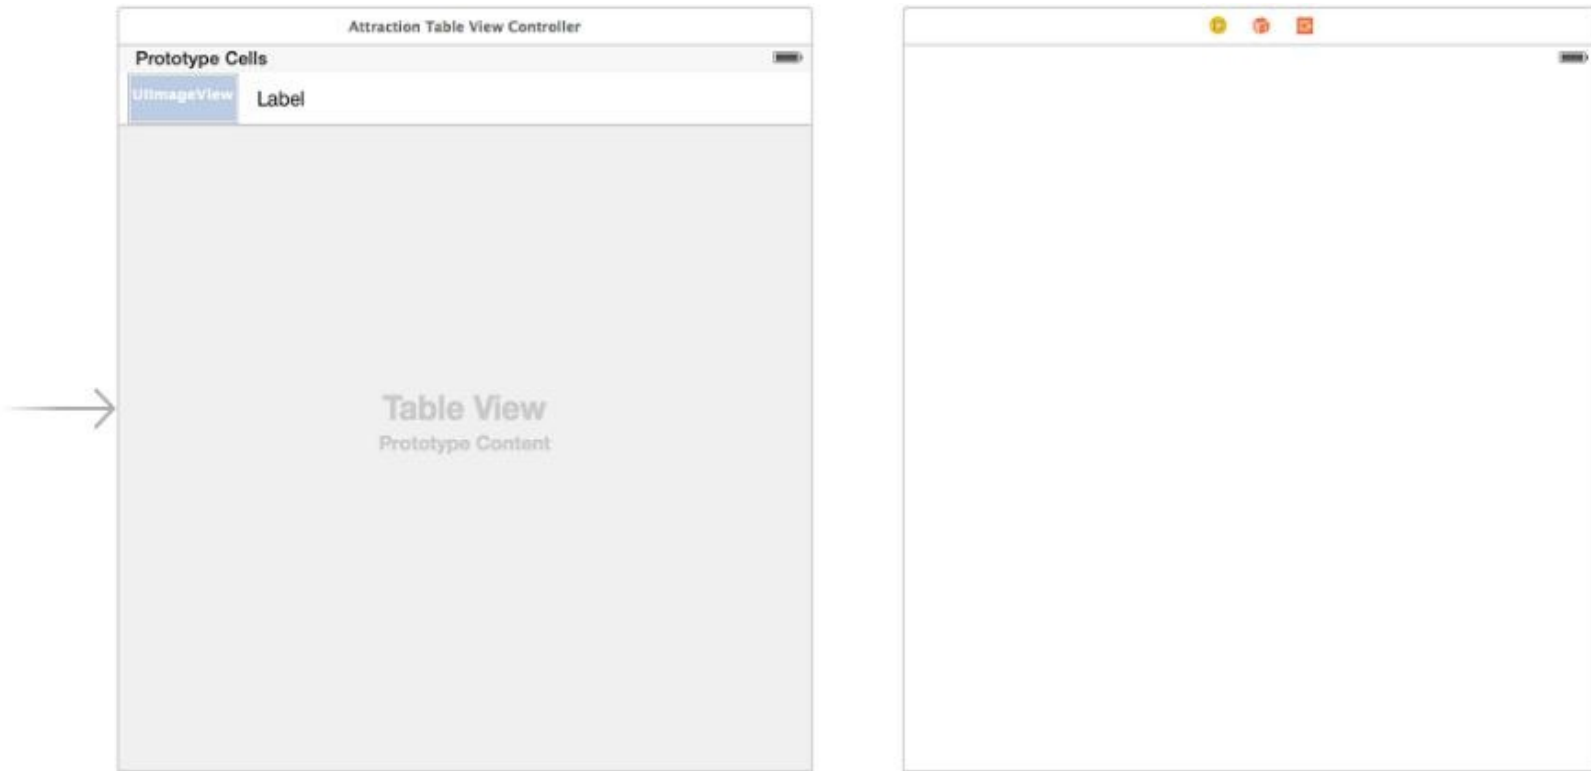 Attraction Table View Controller
Prototype Cells
UIImageView
Label
Table View
Prototype Content